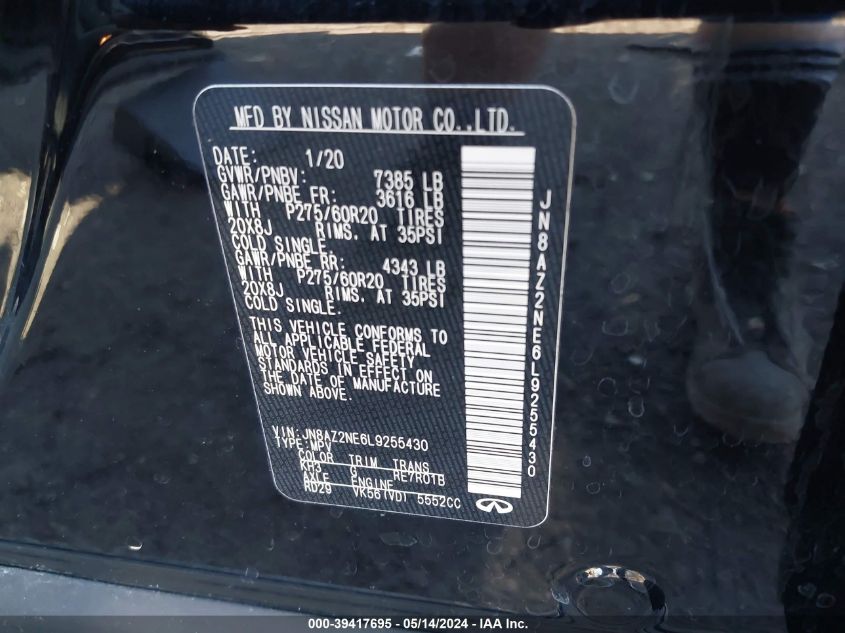 MFD BY NISSAN MOTOR CO.,LTD.
DATE: 1/20
GVWR/PNBV: 7385 LB
GAWR/PNBE FR: 3616 LB
WITH P275/60R20 TIRES
20X8J RIMS. AT 35PSI
COLD SINGLE.
GAWR/PNBE RR: 4343 LB
WITH P275/60R20 TIRES
20X8J RIMS. AT 35PSI
COLD SINGLE.
THIS VEHICLE CONFORMS TO
ALL APPLICABLE FEDERAL
MOTOR VEHICLE SAFETY
STANDARDS IN EFFECT ON
THE DATE OF MANUFACTURE
SHOWN ABOVE.
VIN: JN8AZ2NE6L9255430
TYPE: MPV
COLOR TRIM TRANS
KH3 G RE7R01B
AXLE ENGINE
RD29 VK56(VD) 5552CC
JN8AZ2NE6L9255430
000-39417695 - 05/14/2024 - IAA Inc.